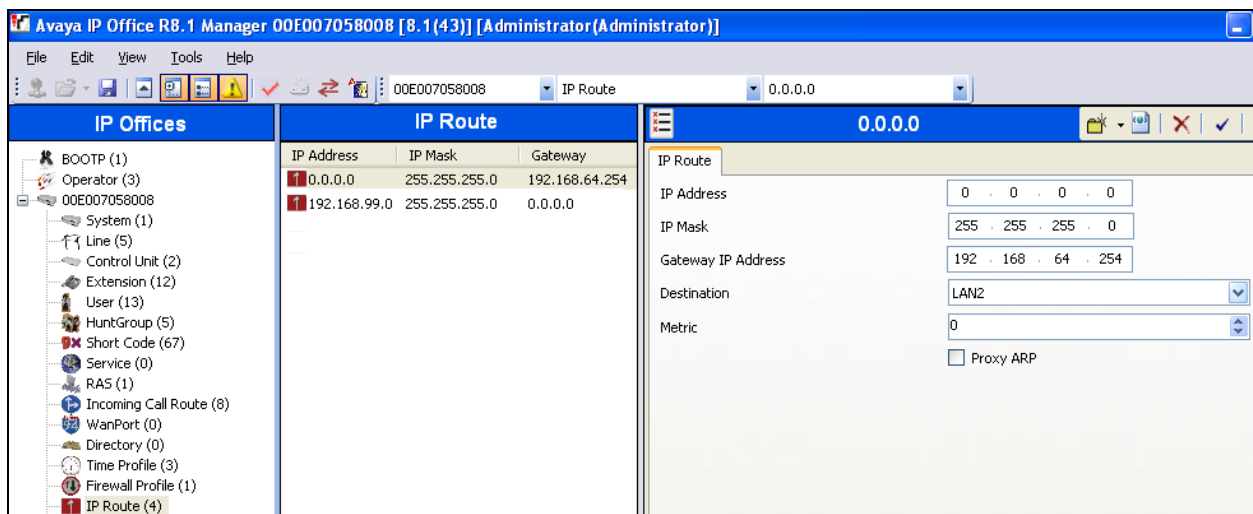 Avaya IP Office R8.1 Manager 00E007058008 [8.1(43)] [Administrator(Administrator)]
File Edit View Tools Help
00E007058008 IP Route 0.0.0.0
IP Offices
BOOTP (1)
Operator (3)
00E007058008
System (1)
Line (5)
Control Unit (2)
Extension (12)
User (13)
HuntGroup (5)
Short Code (67)
Service (0)
RAS (1)
Incoming Call Route (8)
WanPort (0)
Directory (0)
Time Profile (3)
Firewall Profile (1)
IP Route (4)
IP Route
IP Address IP Mask Gateway
0.0.0.0 255.255.255.0 192.168.64.254
192.168.99.0 255.255.255.0 0.0.0.0
0.0.0.0
IP Route
IP Address 0 . 0 . 0 . 0
IP Mask 255 . 255 . 255 . 0
Gateway IP Address 192 . 168 . 64 . 254
Destination LAN2
Metric 0
Proxy ARP